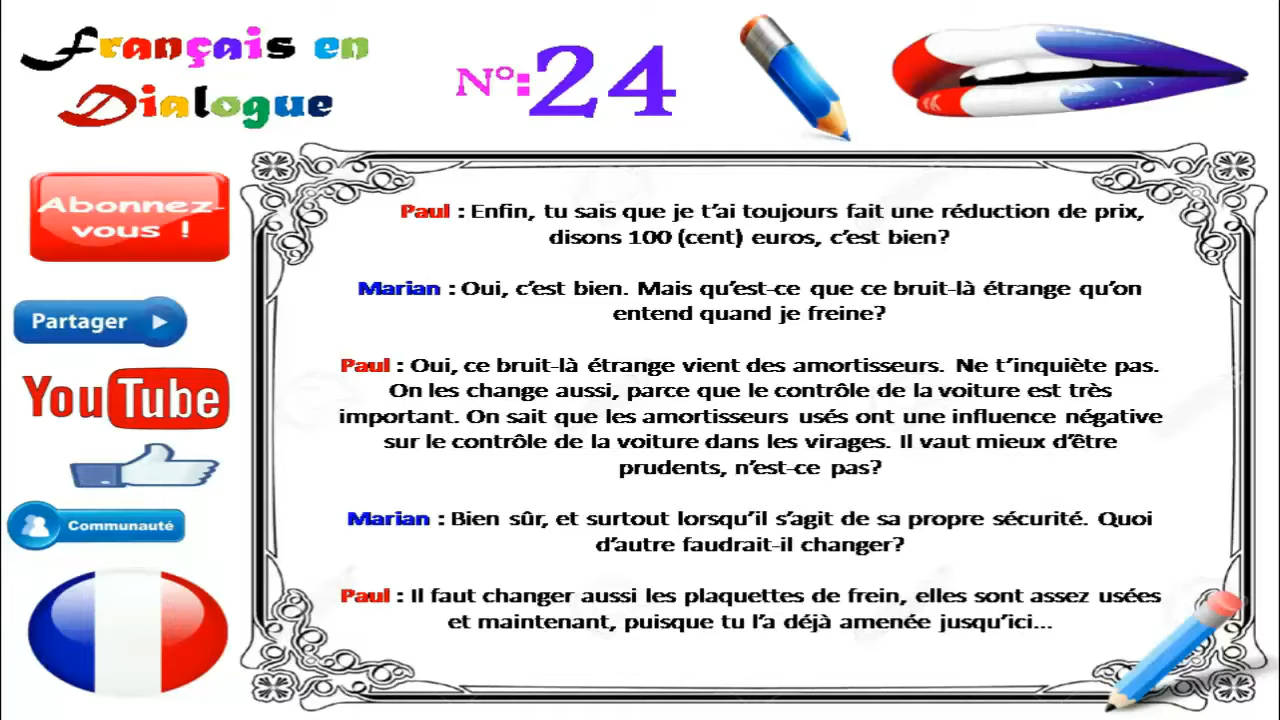 Français en
Dialogue
N°:24
Abonnez-
vous !
Partager
YouTube
Communauté
Paul : Enfin, tu sais que je t'ai toujours fait une réduction de prix,
disons 100 (cent) euros, c'est bien?
Marian : Oui, c'est bien. Mais qu'est-ce que ce bruit-là étrange qu'on
entend quand je freine?
Paul : Oui, ce bruit-là étrange vient des amortisseurs. Ne t'inquiète pas.
On les change aussi, parce que le contrôle de la voiture est très
important. On sait que les amortisseurs usés ont une influence négative
sur le contrôle de la voiture dans les virages. Il vaut mieux d'être
prudents, n'est-ce pas?
Marian : Bien sûr, et surtout lorsqu'il s'agit de sa propre sécurité. Quoi
d'autre faudrait-il changer?
Paul : Il faut changer aussi les plaquettes de frein, elles sont assez usées
et maintenant, puisque tu l'a déjà amenée jusqu'ici...